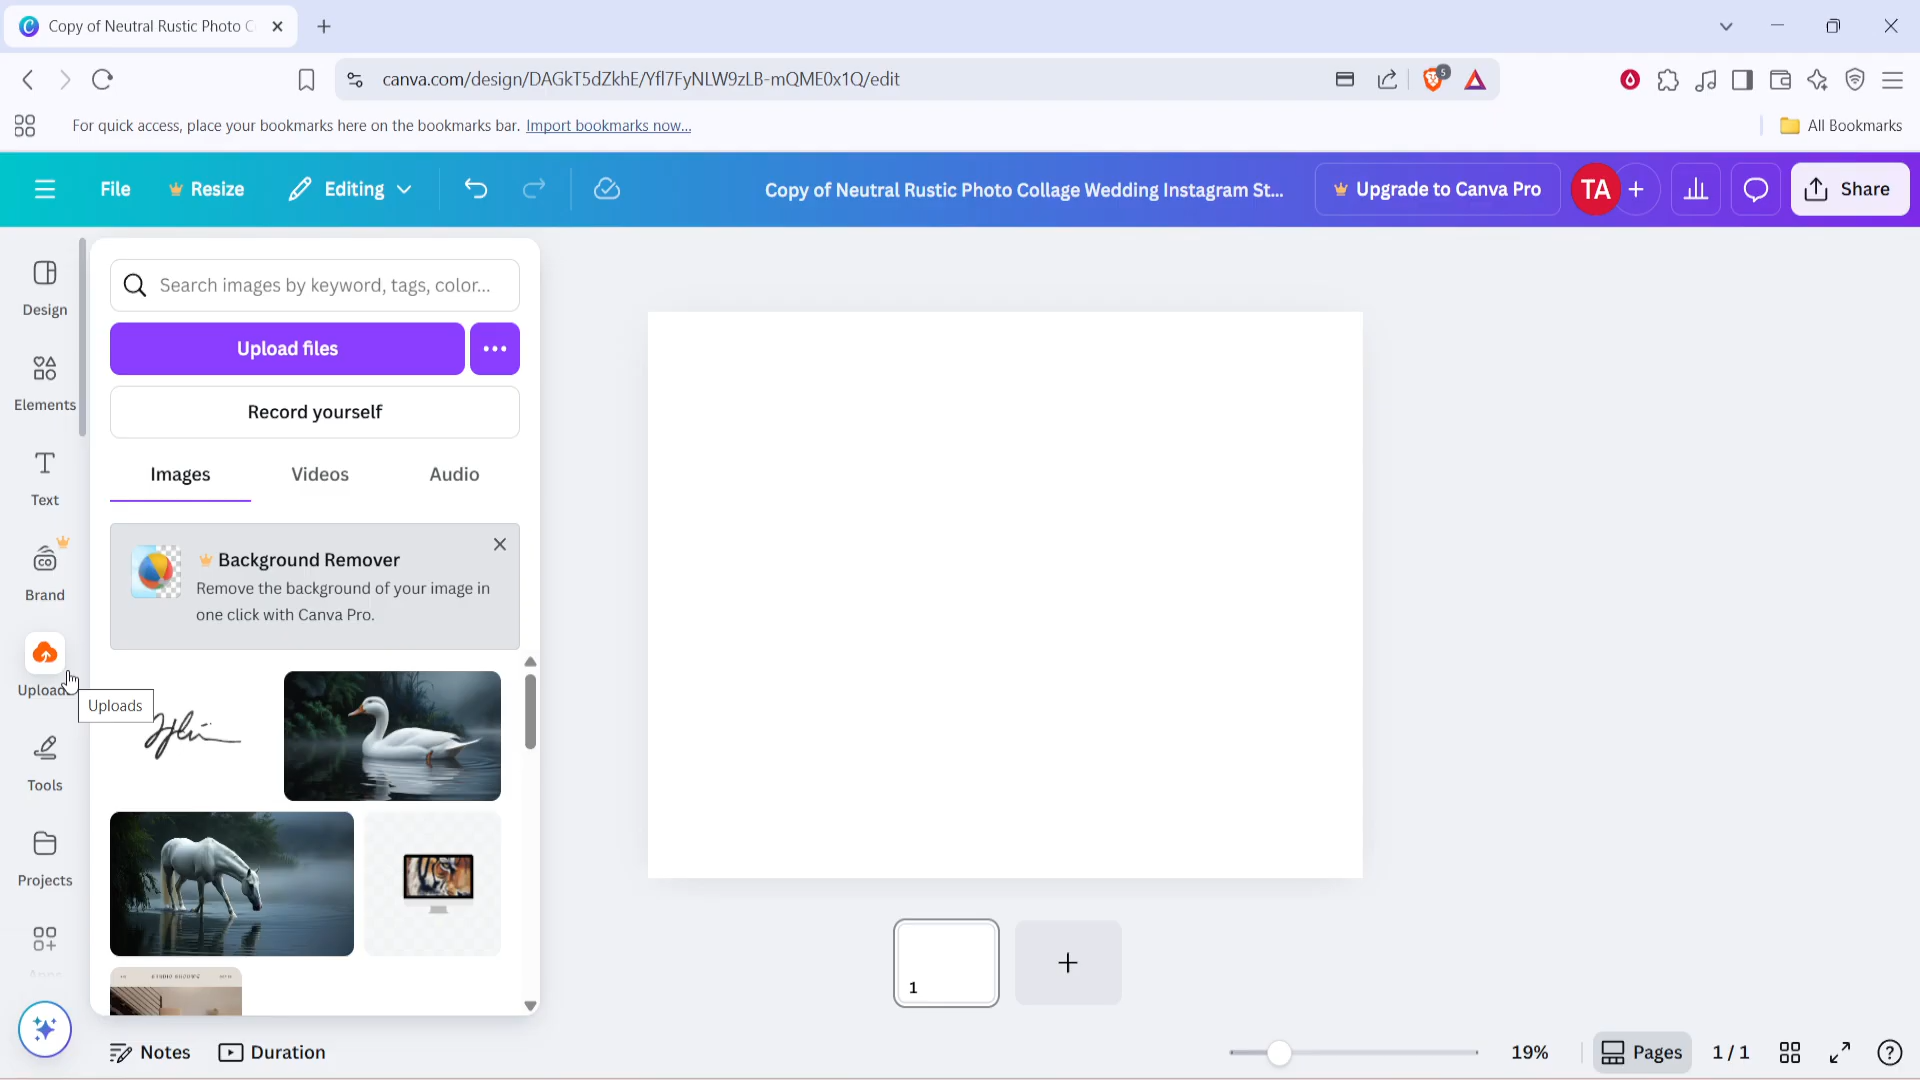 Copy of Neutral Rustic Photo C
canva.com/design/DAGkT5dZkhE/Yfl7FyNLW9zLB-mQME0x1Q/edit
5
For quick access, place your bookmarks here on the bookmarks bar. Import bookmarks now...
All Bookmarks
File
Resize
Editing
Copy of Neutral Rustic Photo Collage Wedding Instagram St...
Upgrade to Canva Pro
TA
Share
Design
Elements
Text
Brand
Uploads
Tools
Projects
Apps
Search images by keyword, tags, color...
Upload files
Record yourself
Images
Videos
Audio
Background Remover
Remove the background of your image in
one click with Canva Pro.
Uploads
1
Notes
Duration
19%
Pages
1 / 1